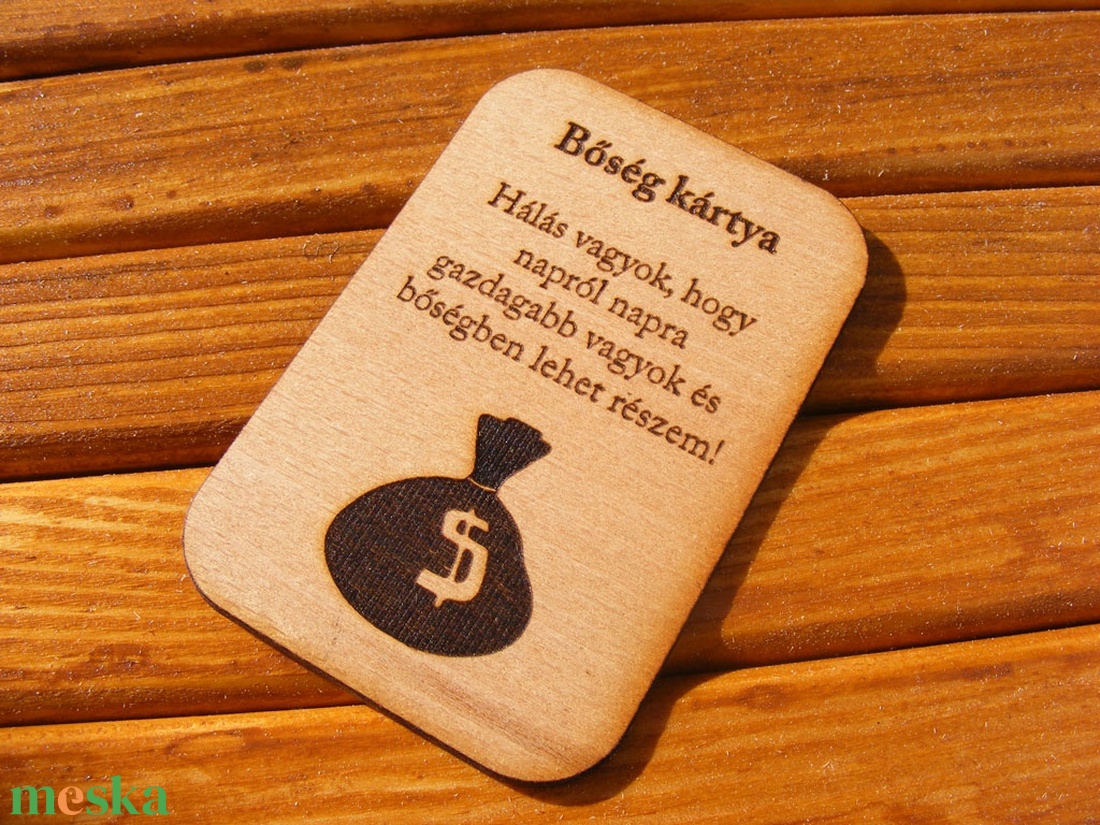 Bőség kártya
Hálás vagyok, hogy
napról napra
gazdagabb vagyok és
bőségben lehet részem!
$
meska